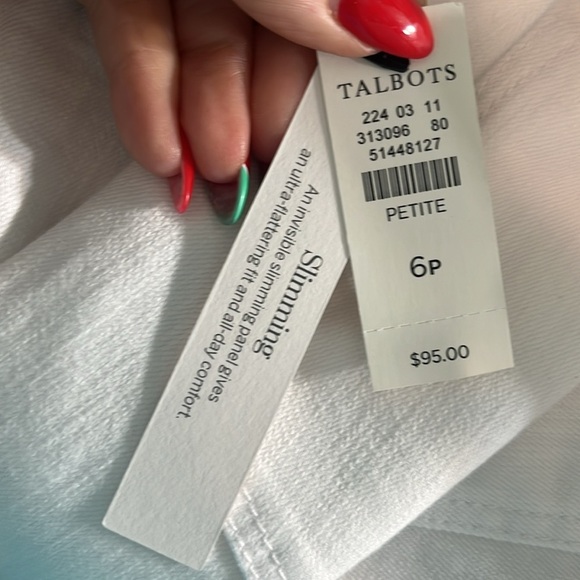 TALBOTS
224 03 11
313096 80
51448127
PETITE
6P
$95.00
Slimming
An invisible slimming panel gives
an ultra-flattering fit and all-day comfort.